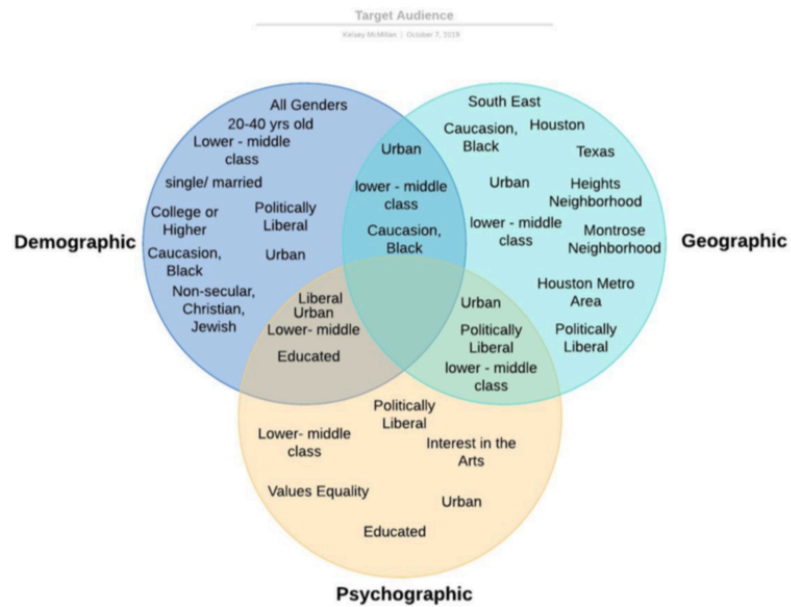 Target Audience
Kelsey McMillan | October 7, 2019
All Genders
20-40 yrs old
Lower - middle
class
single/ married
College or
Higher
Politically
Liberal
Caucasion,
Black
Urban
Non-secular,
Christian,
Jewish
Demographic
Urban
lower - middle
class
Caucasion,
Black
South East
Caucasion,
Black
Houston
Texas
Urban
Heights
Neighborhood
lower - middle
class
Montrose
Neighborhood
Houston Metro
Area
Politically
Liberal
Geographic
Liberal
Urban
Lower- middle
Educated
Urban
Politically
Liberal
lower - middle
class
Politically
Liberal
Lower- middle
class
Interest in the
Arts
Values Equality
Urban
Educated
Psychographic